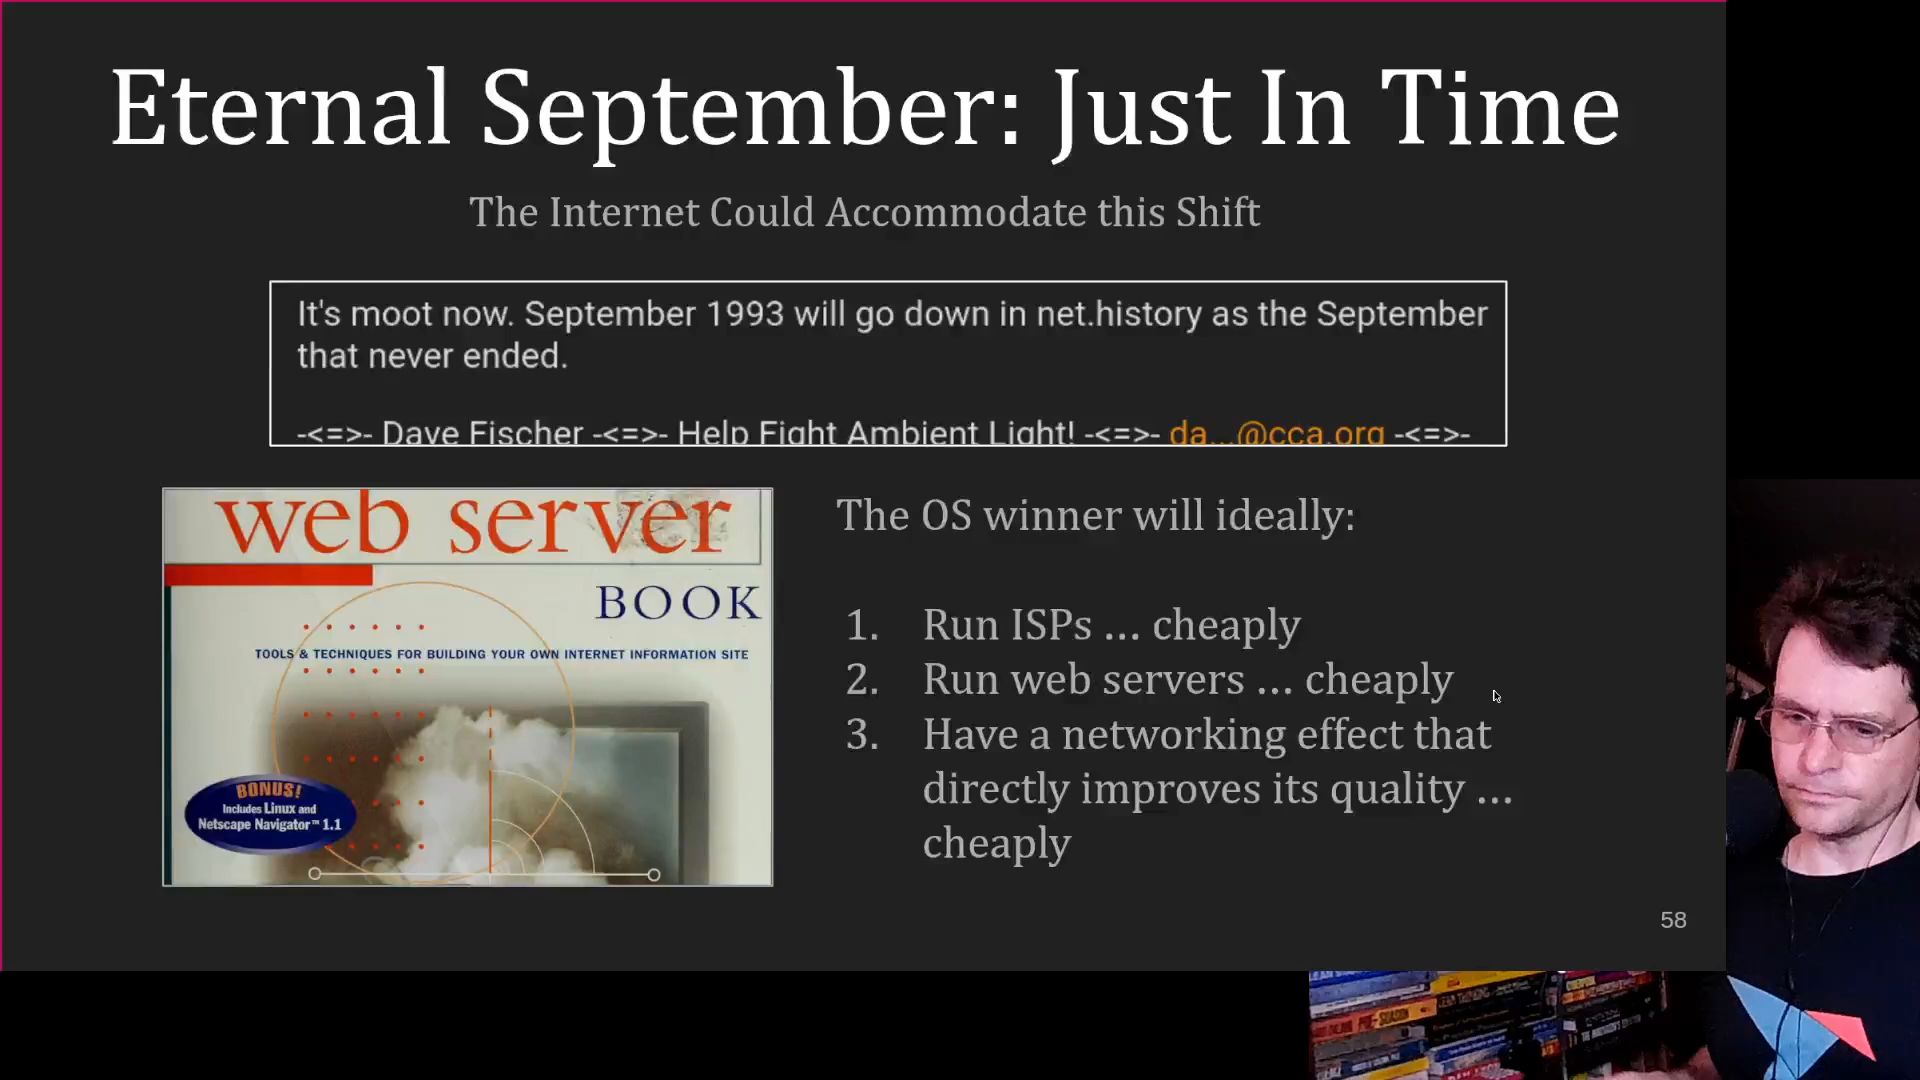 Eternal September: Just In Time
The Internet Could Accommodate this Shift
It's moot now. September 1993 will go down in net.history as the September
that never ended.
-<=>- Dave Fischer -<=>- Help Fight Ambient Light! -<=>- da...@cca.org -<=>-
web server
BOOK
TOOLS & TECHNIQUES FOR BUILDING YOUR OWN INTERNET INFORMATION SITE
BONUS!
Includes Linux and
Netscape Navigator™ 1.1
The OS winner will ideally:
1. Run ISPs ... cheaply
2. Run web servers ... cheaply
3. Have a networking effect that
directly improves its quality ...
cheaply
58